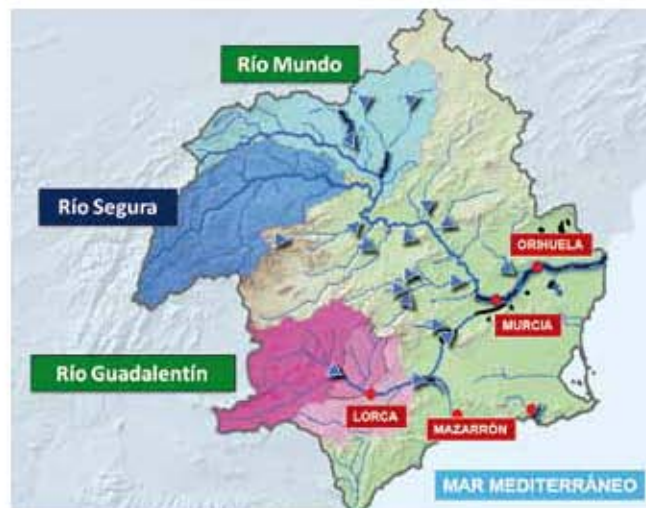 Río Mundo
Río Segura
ORIHUELA
MURCIA
Río Guadalentín
LORCA
MAZARRÓN
MAR MEDITERRÁNEO